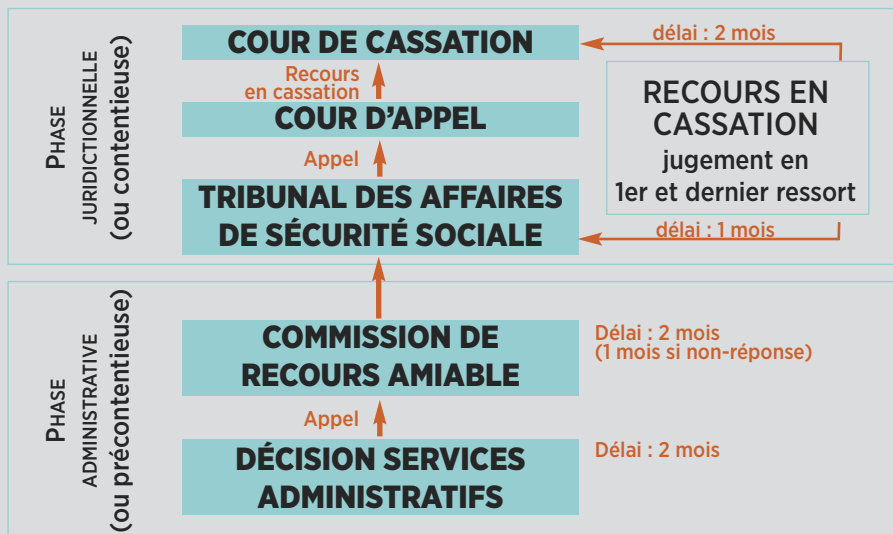 PHASE
JURIDICTIONNELLE
(ou contentieuse)
COUR DE CASSATION
délai : 2 mois
Recours
en cassation
COUR D'APPEL
RECOURS EN
CASSATION
jugement en
1er et dernier ressort
Appel
TRIBUNAL DES AFFAIRES
DE SÉCURITÉ SOCIALE
délai : 1 mois
PHASE
ADMINISTRATIVE
(ou précontentieuse)
COMMISSION DE
RECOURS AMIABLE
Délai : 2 mois
(1 mois si non-réponse)
Appel
DÉCISION SERVICES
ADMINISTRATIFS
Délai : 2 mois